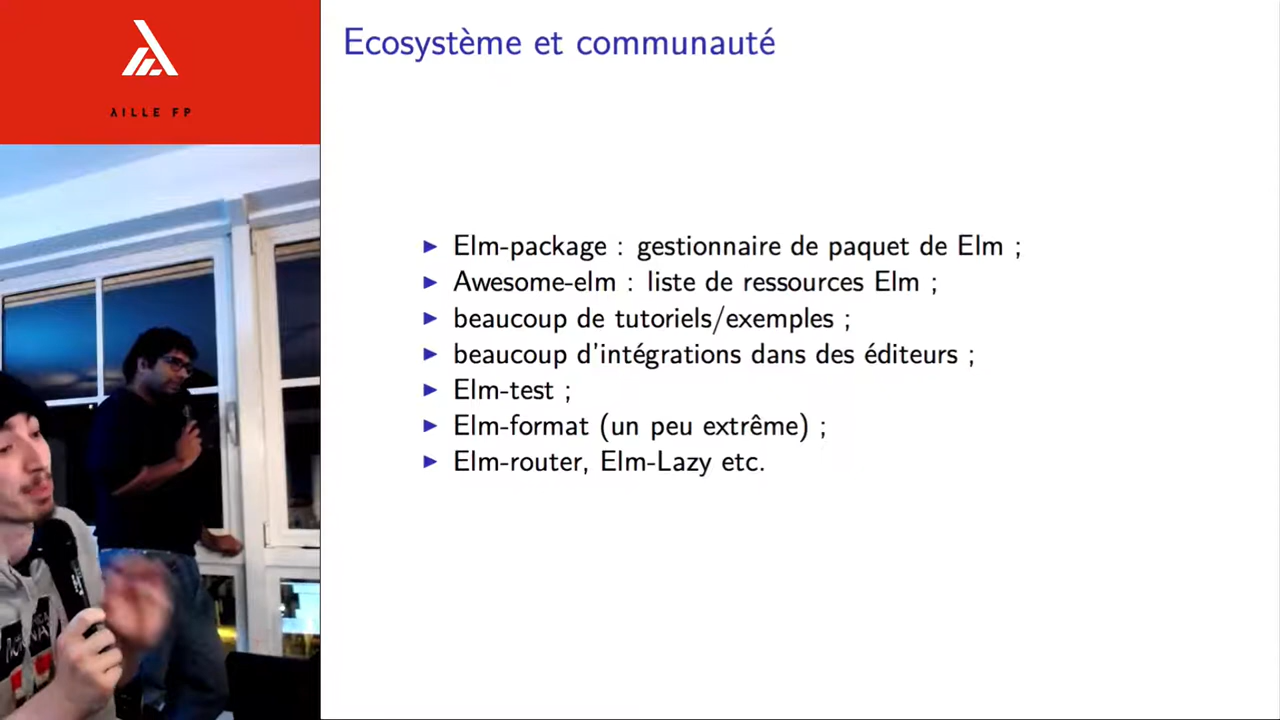 λILLE FP
Ecosystème et communauté
Elm-package : gestionnaire de paquet de Elm ;
Awesome-elm : liste de ressources Elm ;
beaucoup de tutoriels/exemples ;
beaucoup d'intégrations dans des éditeurs ;
Elm-test ;
Elm-format (un peu extrême) ;
Elm-router, Elm-Lazy etc.